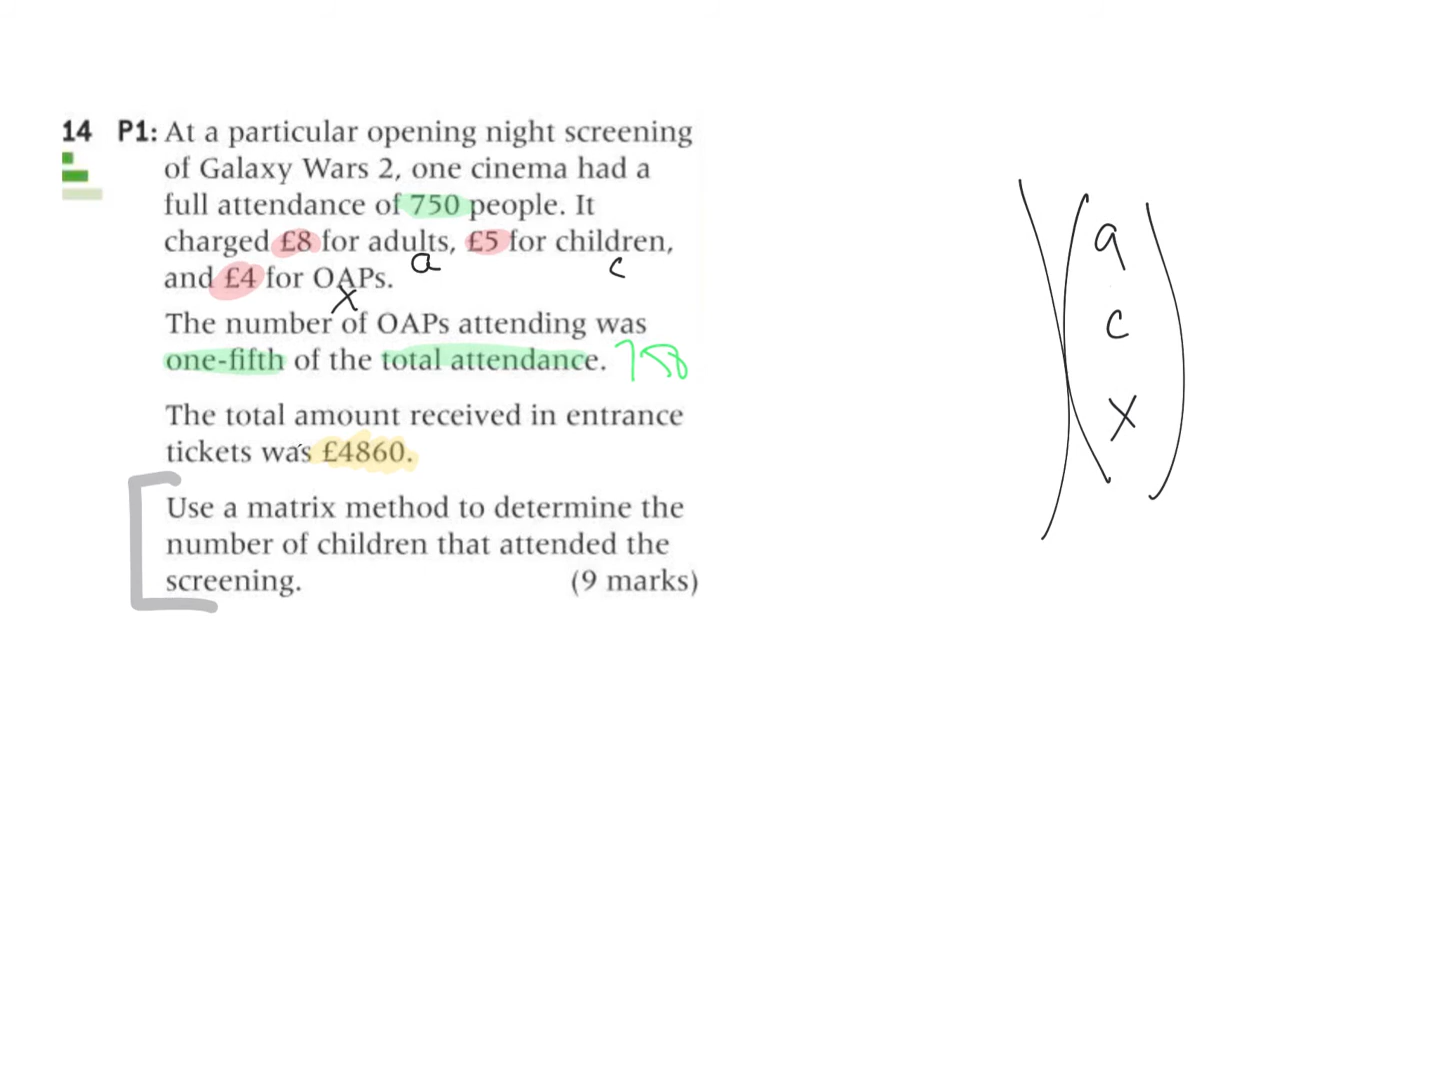 14 P1: At a particular opening night screening
of Galaxy Wars 2, one cinema had a
full attendance of 750 people. It
charged £8 for adults, £5 for children,
a c
and £4 for OAPs.
x
The number of OAPs attending was
one-fifth of the total attendance. 750
The total amount received in entrance
tickets was £4860.
Use a matrix method to determine the
number of children that attended the
screening. (9 marks)
a
c
x